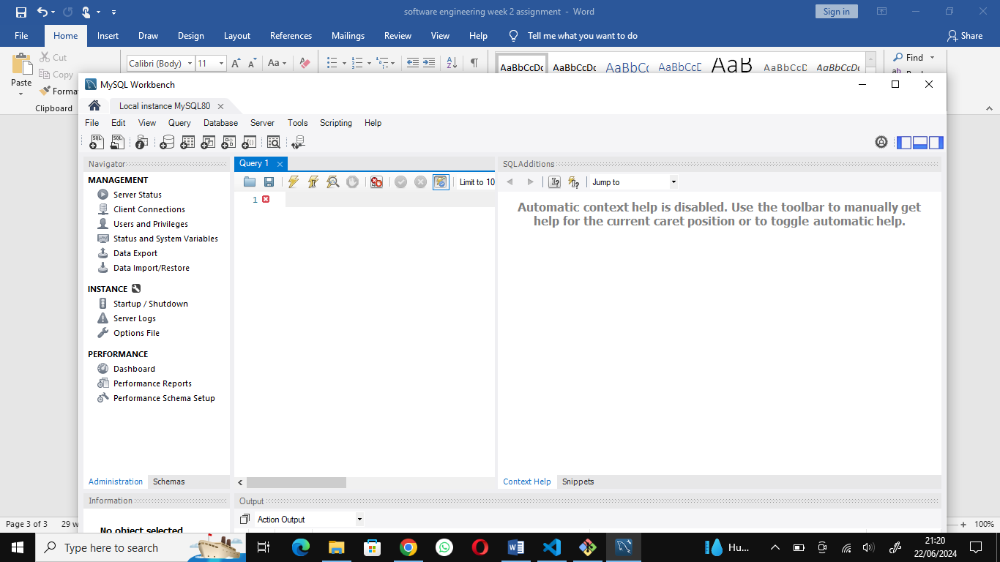 software engineering week 2 assignment - Word
Sign in
File Home Insert Draw Design Layout References Mailings Review View Help Tell me what you want to do Share
Cut
Copy
Paste
Clipboard
Calibri (Body) 11
Aa
AaBbCcDc AaBbCcDc AaBbCc AaBbCcD AaB AaBbCcD AaBbCcDc
Find
MySQL Workbench
Local instance MySQL80
File Edit View Query Database Server Tools Scripting Help
Navigator
MANAGEMENT
Server Status
Client Connections
Users and Privileges
Status and System Variables
Data Export
Data Import/Restore
INSTANCE
Startup / Shutdown
Server Logs
Options File
PERFORMANCE
Dashboard
Performance Reports
Performance Schema Setup
Administration Schemas
Information
No object selected
Query 1
Limit to 10
1
SQLAdditions
Jump to
Automatic context help is disabled. Use the toolbar to manually get
help for the current caret position or to toggle automatic help.
Context Help Snippets
Output
Action Output
Page 3 of 3 29 w
100%
Type here to search
Hu...
21:20
22/06/2024